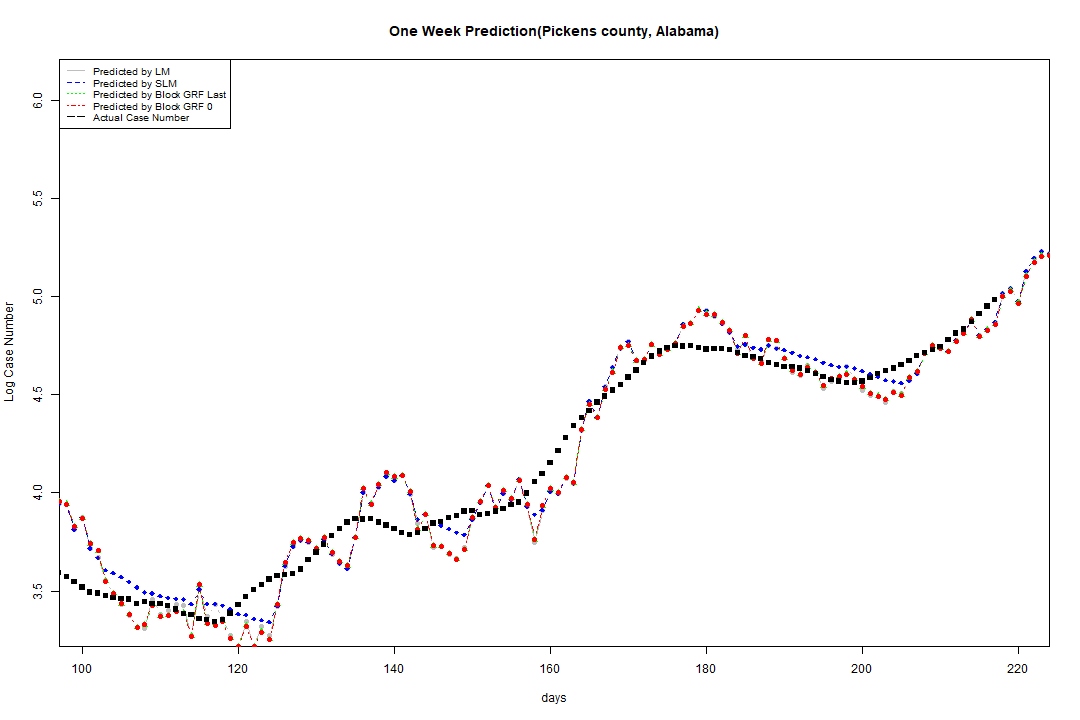 One Week Prediction(Pickens county, Alabama)
Predicted by LM
Predicted by SLM
Predicted by Block GRF Last
Predicted by Block GRF 0
Actual Case Number
6.0
5.5
5.0
4.5
4.0
3.5
Log Case Number
100 120 140 160 180 200 220
days